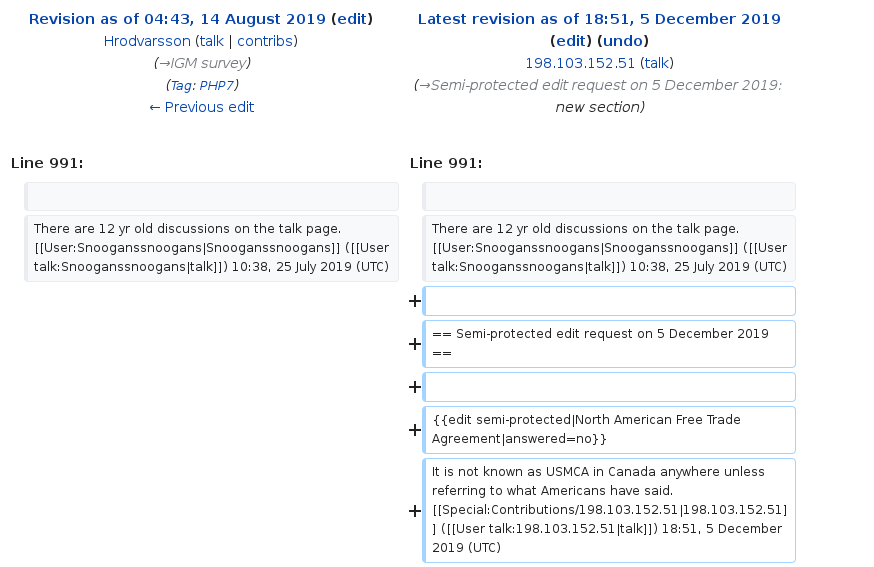 Revision as of 04:43, 14 August 2019 (edit)
Hrodvarsson (talk | contribs)
(→IGM survey)
(Tag: PHP7)
← Previous edit
Latest revision as of 18:51, 5 December 2019
(edit) (undo)
198.103.152.51 (talk)
(→Semi-protected edit request on 5 December 2019:
new section)
Line 991:
Line 991:
There are 12 yr old discussions on the talk page.
[[User:Snooganssnoogans|Snooganssnoogans]] ([[User
talk:Snooganssnoogans|talk]]) 10:38, 25 July 2019 (UTC)
There are 12 yr old discussions on the talk page.
[[User:Snooganssnoogans|Snooganssnoogans]] ([[User
talk:Snooganssnoogans|talk]]) 10:38, 25 July 2019 (UTC)
+
+ == Semi-protected edit request on 5 December 2019
==
+
+ {{edit semi-protected|North American Free Trade
Agreement|answered=no}}
It is not known as USMCA in Canada anywhere unless
referring to what Americans have said.
+ [[Special:Contributions/198.103.152.51|198.103.152.51]
] ([[User talk:198.103.152.51|talk]]) 18:51, 5 December
2019 (UTC)